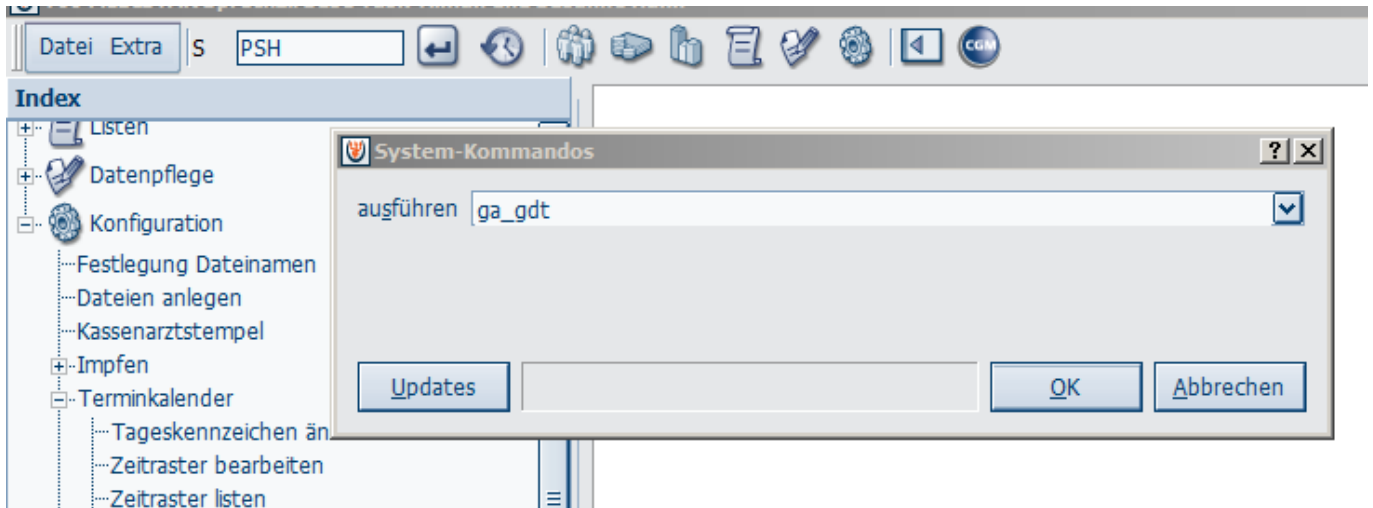 Datei Extra S PSH CGM
Index
Listen
Datenpflege
Konfiguration
Festlegung Dateinamen
Dateien anlegen
Kassenarztstempel
Impfen
Terminkalender
Tageskennzeichen än
Zeitraster bearbeiten
Zeitraster listen
System-Kommandos
ausführen ga_gdt
Updates OK Abbrechen